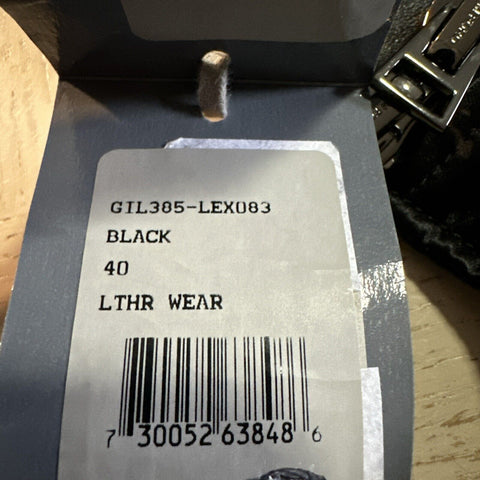 GIL385-LEX083
BLACK
40
LTHR WEAR
7 30052 63848 6